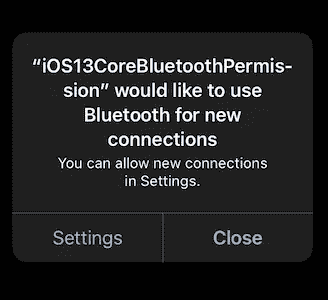 “iOS13CoreBluetoothPermis-
sion” would like to use
Bluetooth for new
connections
You can allow new connections
in Settings.
Settings
Close